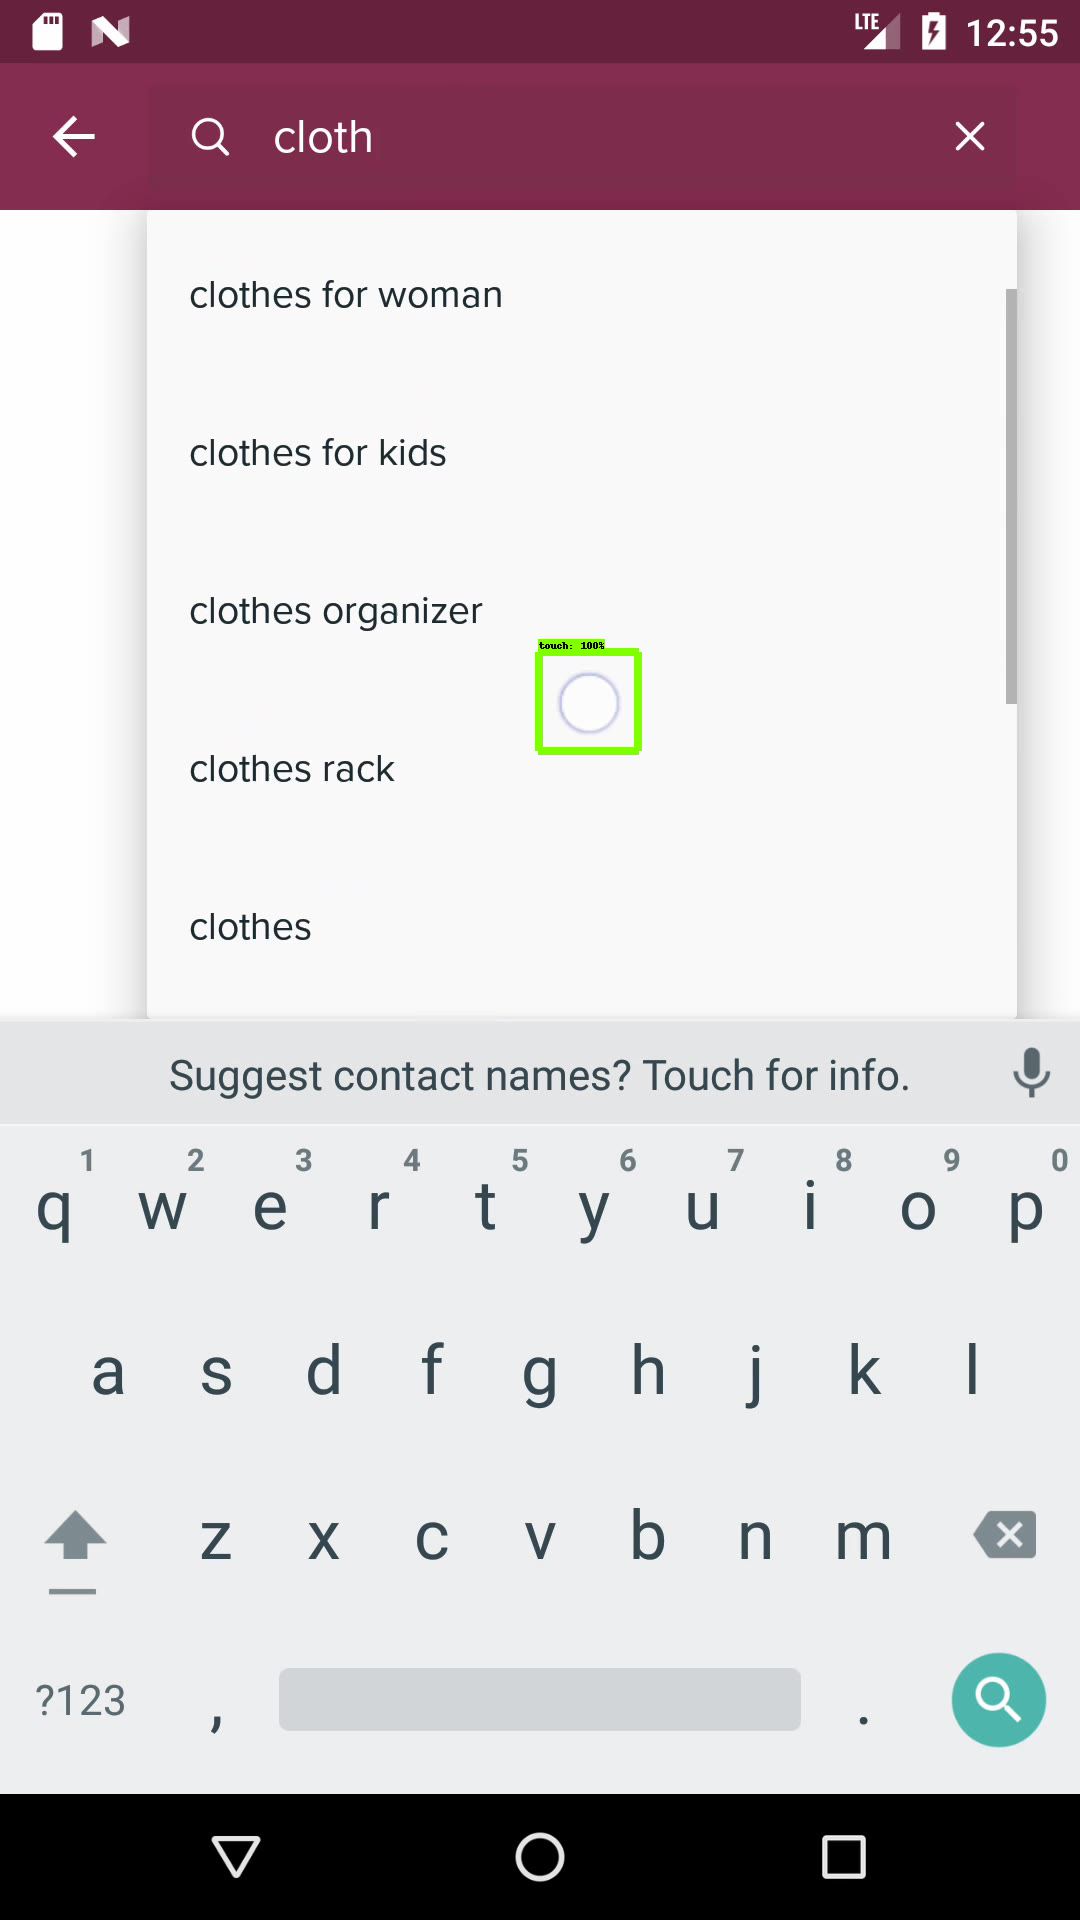 LTE 12:55
cloth
clothes for woman
clothes for kids
clothes organizer
touch: 100%
clothes rack
clothes
Suggest contact names? Touch for info.
1 2 3 4 5 6 7 8 9 0
q w e r t y u i o p
a s d f g h j k l
z x c v b n m
?123 , .